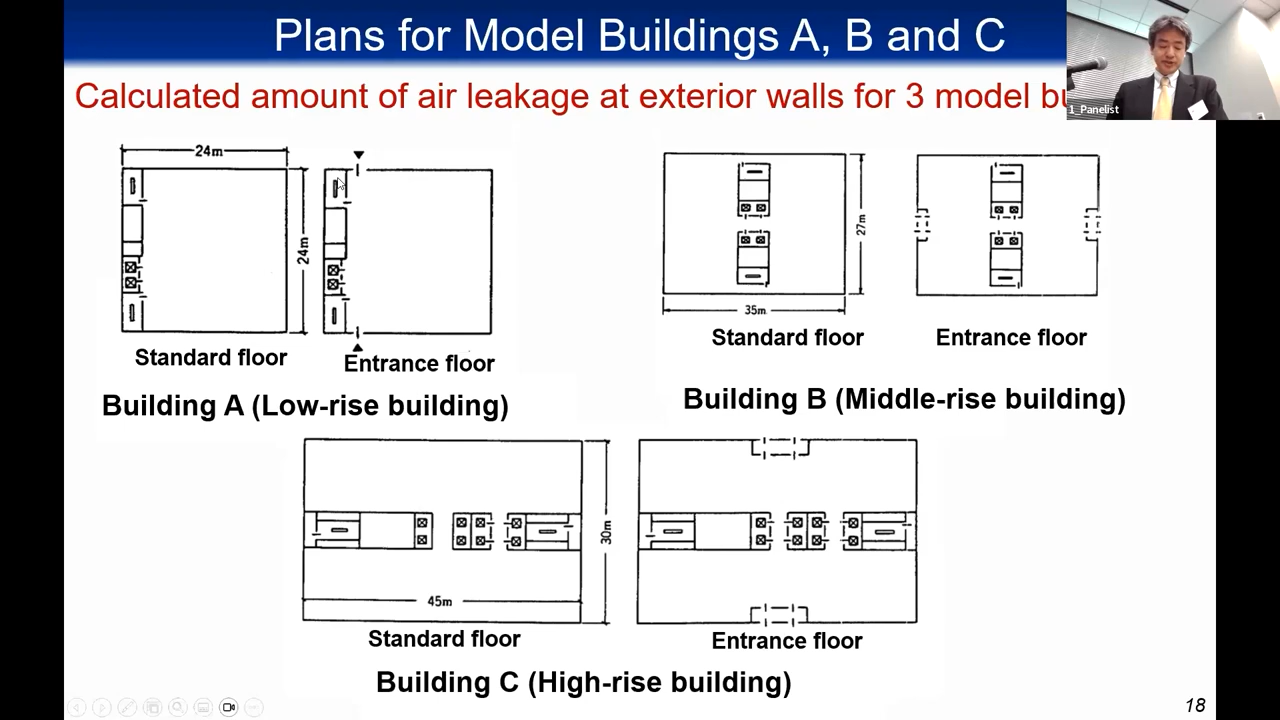 Plans for Model Buildings A, B and C
Calculated amount of air leakage at exterior walls for 3 model
1_Panelist
24m
24m
Standard floor
Entrance floor
Building A (Low-rise building)
27m
35m
Standard floor
Entrance floor
Building B (Middle-rise building)
30m
45m
Standard floor
Entrance floor
Building C (High-rise building)
18